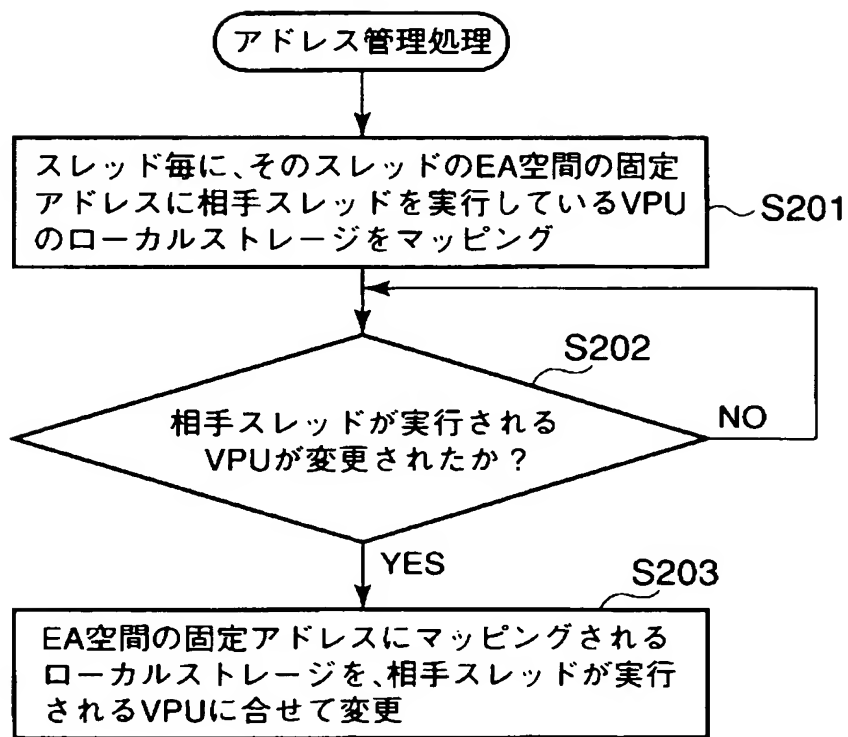 アドレス管理処理
スレッド毎に、そのスレッドのEA空間の固定
アドレスに相手スレッドを実行しているVPU
のローカルストレージをマッピング
S201
S202
相手スレッドが実行される
VPUが変更されたか？
NO
YES
S203
EA空間の固定アドレスにマッピングされる
ローカルストレージを、相手スレッドが実行
されるVPUに合せて変更